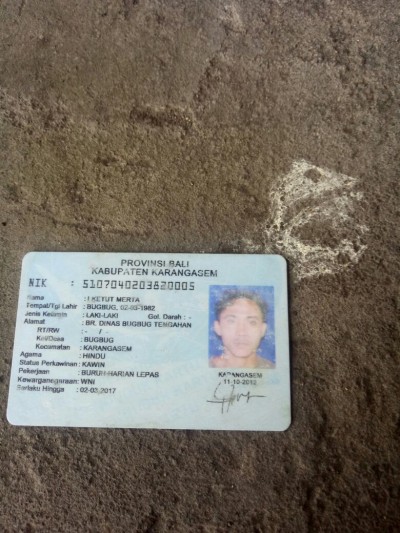 PROVINSI BALI
KABUPATEN KARANGASEM
NIK : 5107040203820005
Nama : I KETUT MERTA
Tempat/Tgl Lahir : BUGBUG, 02-03-1982
Jenis Kelamin : LAKI-LAKI Gol. Darah : -
Alamat : BR. DINAS BUGBUG TENGAHAN
RT/RW : - / -
Kel/Desa : BUGBUG
Kecamatan : KARANGASEM
Agama : HINDU
Status Perkawinan : KAWIN
Pekerjaan : BURUH HARIAN LEPAS
Kewarganegaraan: WNI
Berlaku Hingga : 02-03-2017
KARANGASEM
11-10-2012